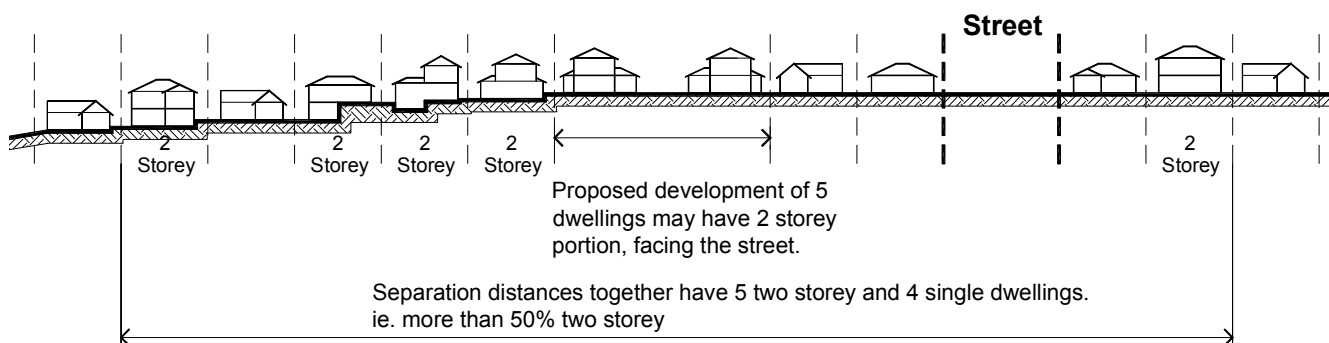 Street
2
Storey
2
Storey
2
Storey
2
Storey
2
Storey
Proposed development of 5
dwellings may have 2 storey
portion, facing the street.
Separation distances together have 5 two storey and 4 single dwellings.
ie. more than 50% two storey